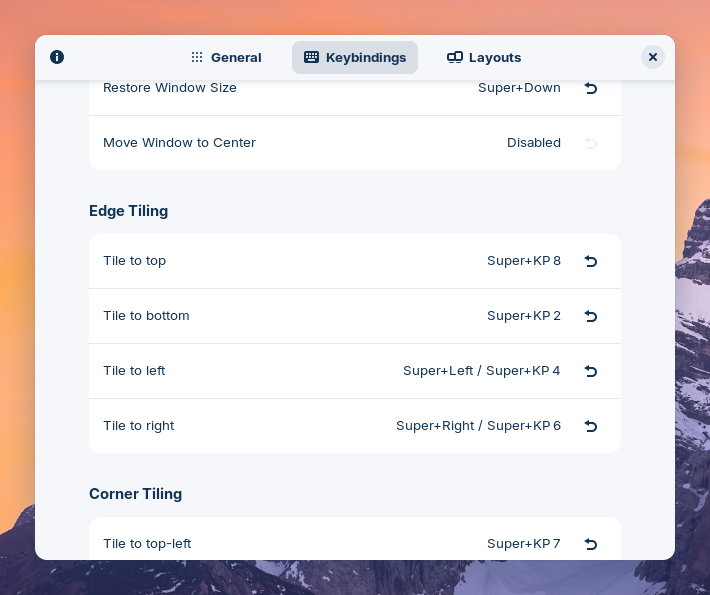 General
Keybindings
Layouts
Restore Window Size Super+Down
Move Window to Center Disabled
Edge Tiling
Tile to top Super+KP 8
Tile to bottom Super+KP 2
Tile to left Super+Left / Super+KP 4
Tile to right Super+Right / Super+KP 6
Corner Tiling
Tile to top-left Super+KP 7